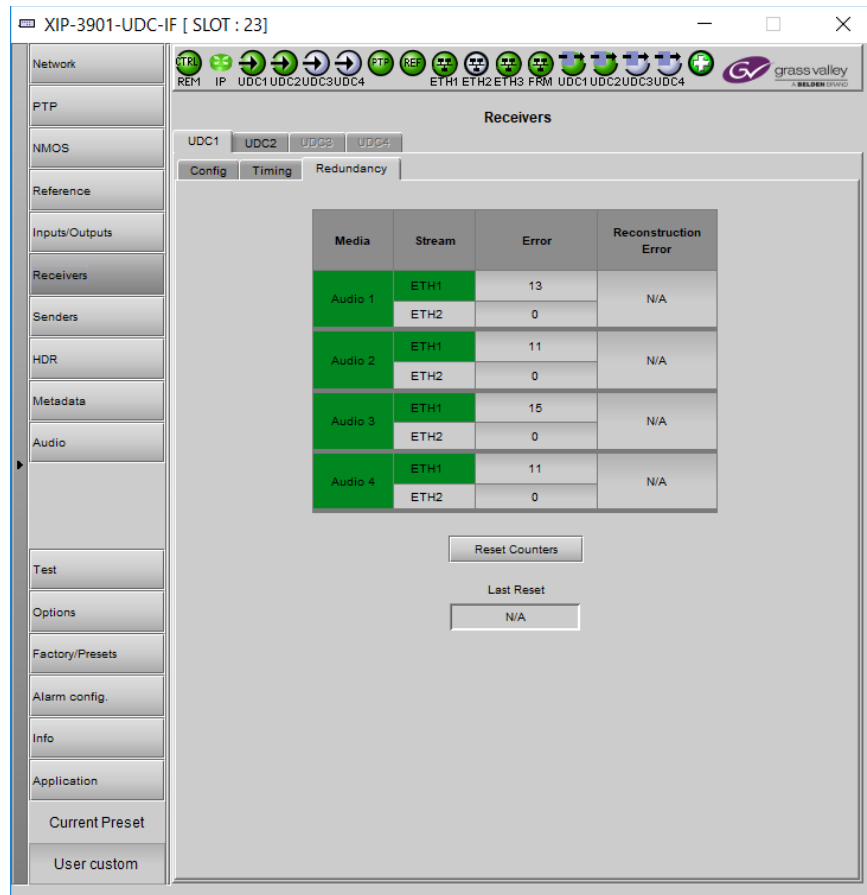 XIP-3901-UDC-IF [ SLOT : 23]
Network
PTP
NMOS
Reference
Inputs/Outputs
Receivers
Senders
HDR
Metadata
Audio
Test
Options
Factory/Presets
Alarm config.
Info
Application
Current Preset
User custom
CTRL PTP REF
REM IP UDC1 UDC2 UDC3 UDC4 ETH1 ETH2 ETH3 FRM UDC1 UDC2 UDC3 UDC4
GV grass valley
A BELDEN BRAND
Receivers
UDC1 UDC2 UDC3 UDC4
Config Timing Redundancy
Media Stream Error Reconstruction Error
Audio 1 ETH1 13 N/A
ETH2 0
Audio 2 ETH1 11 N/A
ETH2 0
Audio 3 ETH1 15 N/A
ETH2 0
Audio 4 ETH1 11 N/A
ETH2 0
Reset Counters
Last Reset
N/A